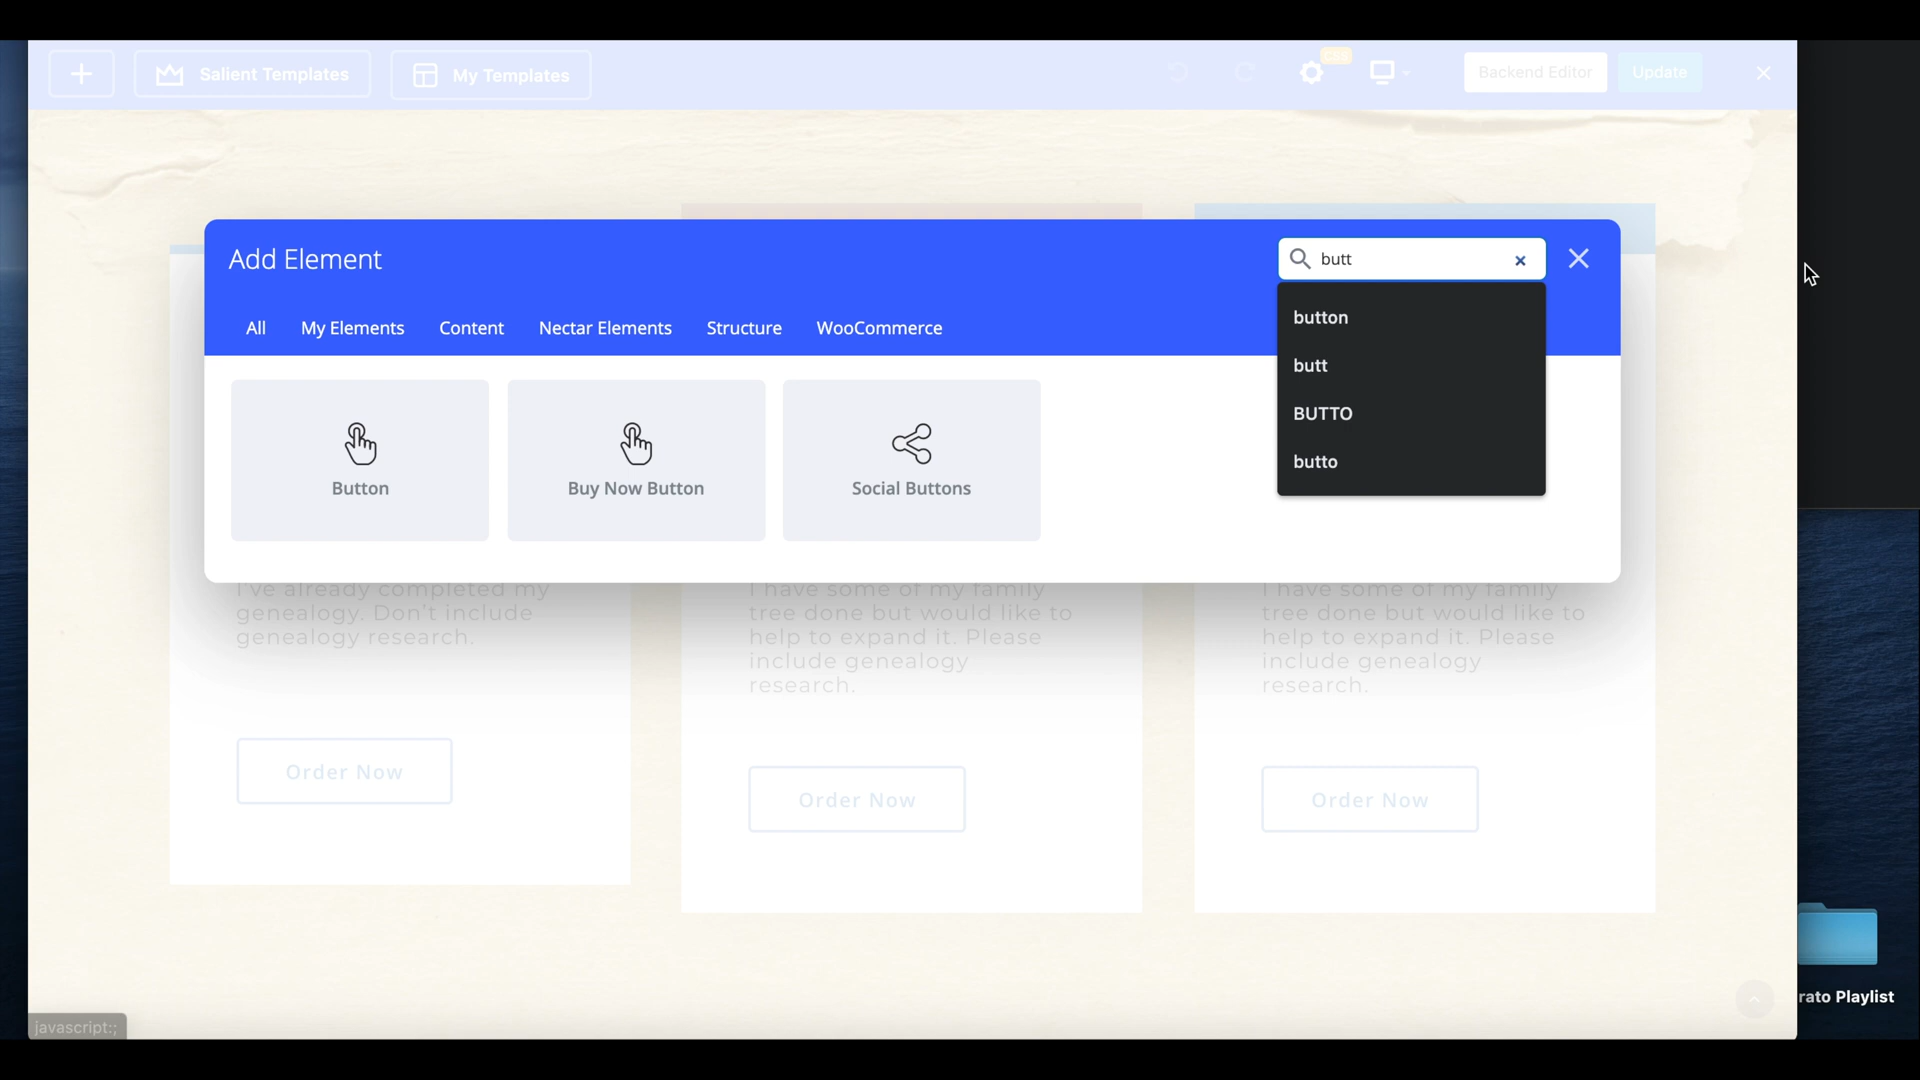 Salient Templates
My Templates
CSS
Backend Editor
Update
Add Element
butt
button
butt
BUTTO
butto
All
My Elements
Content
Nectar Elements
Structure
WooCommerce
Button
Buy Now Button
Social Buttons
I've already completed my
genealogy. Don't include
genealogy research.
Order Now
I have some of my family
tree done but would like to
help to expand it. Please
include genealogy
research.
Order Now
I have some of my family
tree done but would like to
help to expand it. Please
include genealogy
research.
Order Now
rato Playlist
javascript:;